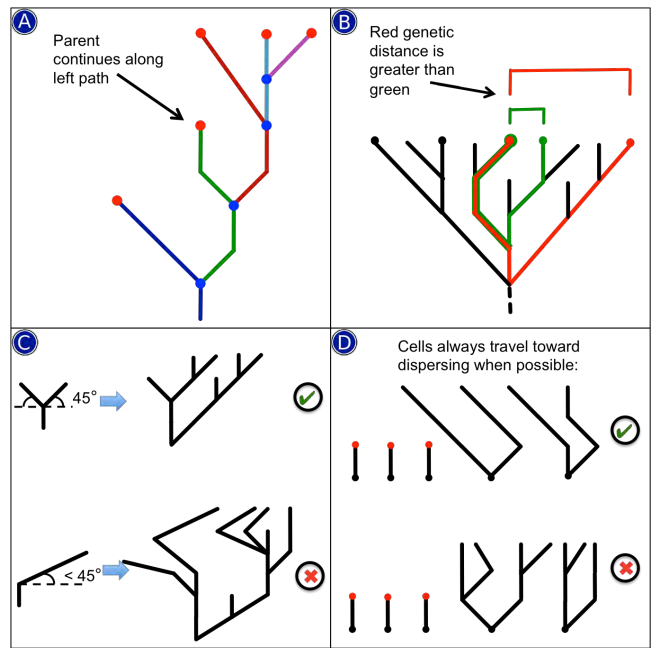 A
Parent
continues along
left path
B
Red genetic
distance is
greater than
green
C
45°
< 45°
D
Cells always travel toward
dispersing when possible: